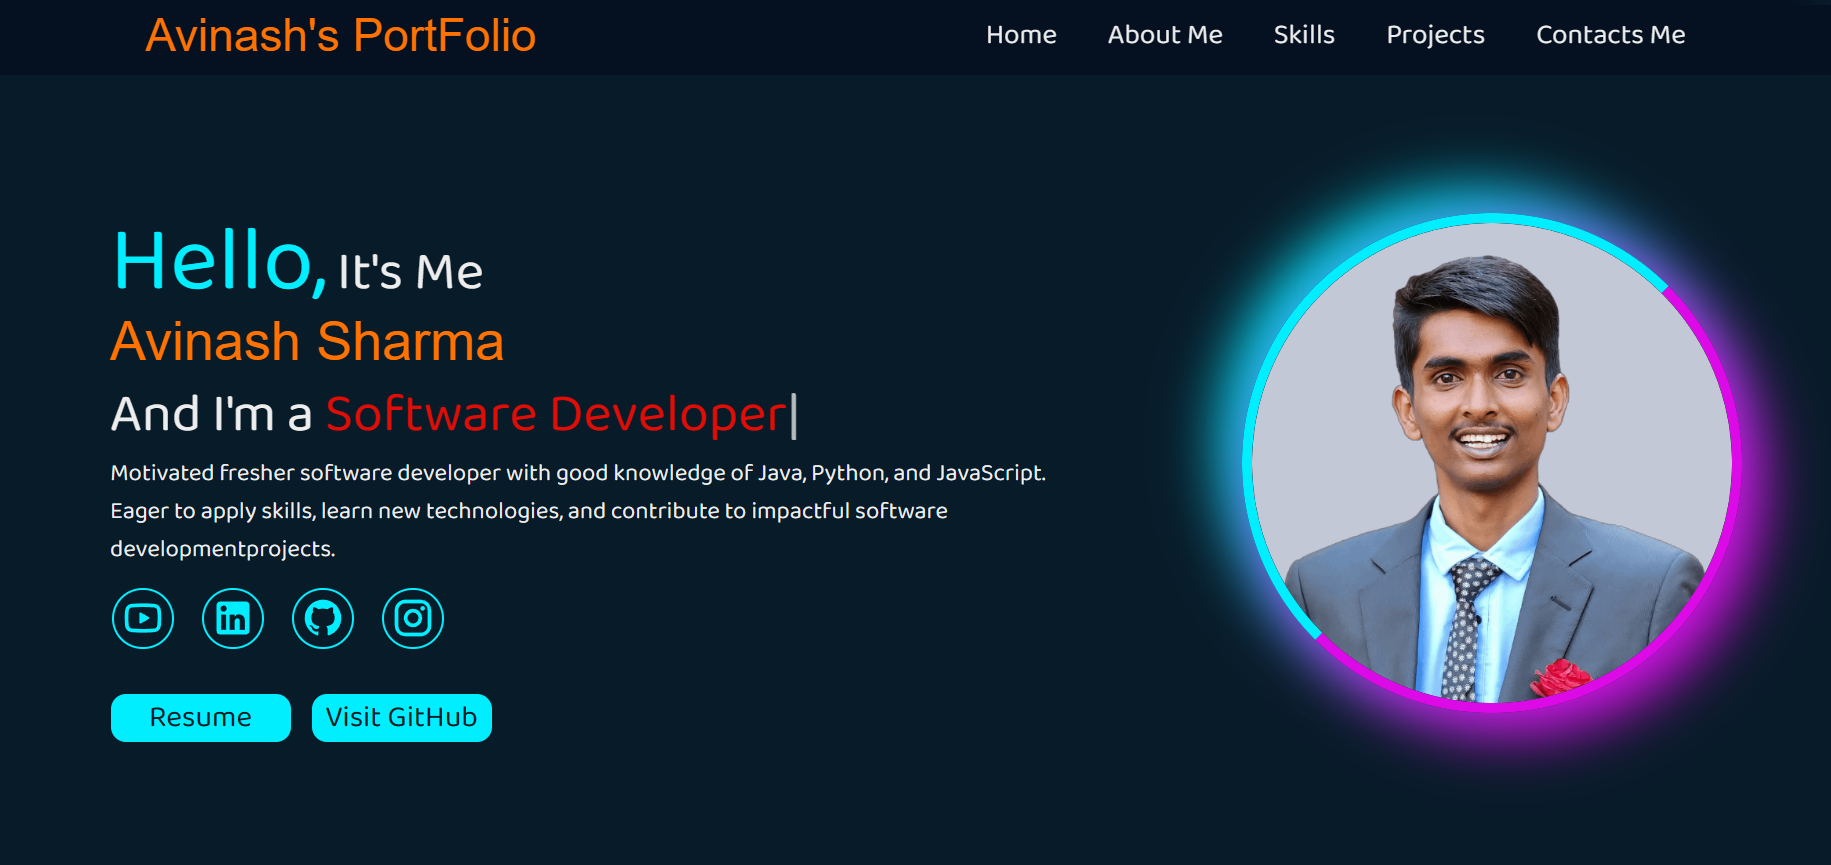 Avinash's PortFolio
Home About Me Skills Projects Contacts Me
Hello, It's Me
Avinash Sharma
And I'm a Software Developer|
Motivated fresher software developer with good knowledge of Java, Python, and JavaScript.
Eager to apply skills, learn new technologies, and contribute to impactful software
developmentprojects.
Resume
Visit GitHub